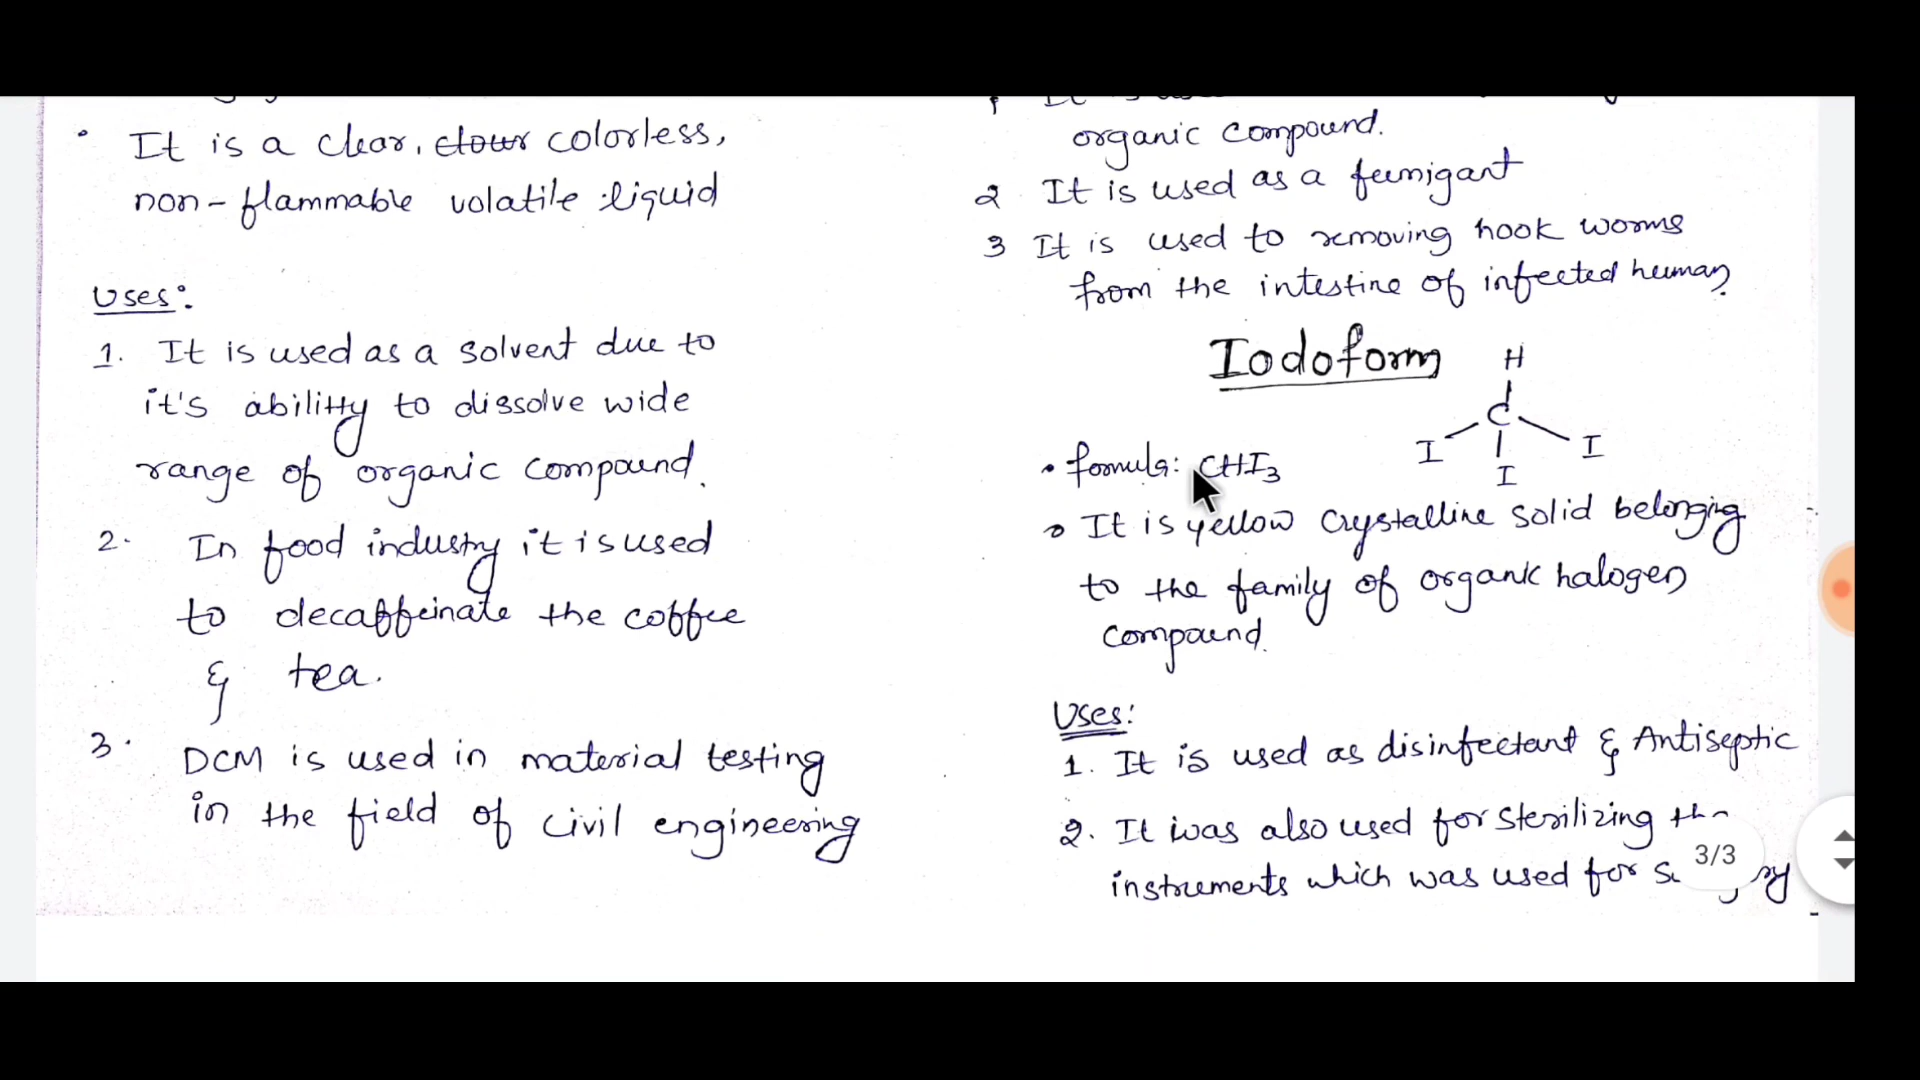 • It is a clear, clour colorless,
non-flammable volatile liquid
Uses:
1. It is used as a solvent due to
it's ability to dissolve wide
range of organic compound.
2. In food industry it is used
to decaffeinate the coffee
& tea.
3. DCM is used in material testing
in the field of civil engineering
organic compound.
2 It is used as a fumigant
3 It is used to removing hook worms
from the intestine of infected human
Iodoform
H
C
I I
I
• formula: CHI₃
• It is yellow crystalline solid belonging
to the family of organic halogen
compound.
Uses:
1. It is used as disinfectant & Antiseptic
2. It was also used for sterilizing
instruments which was used for
3/3